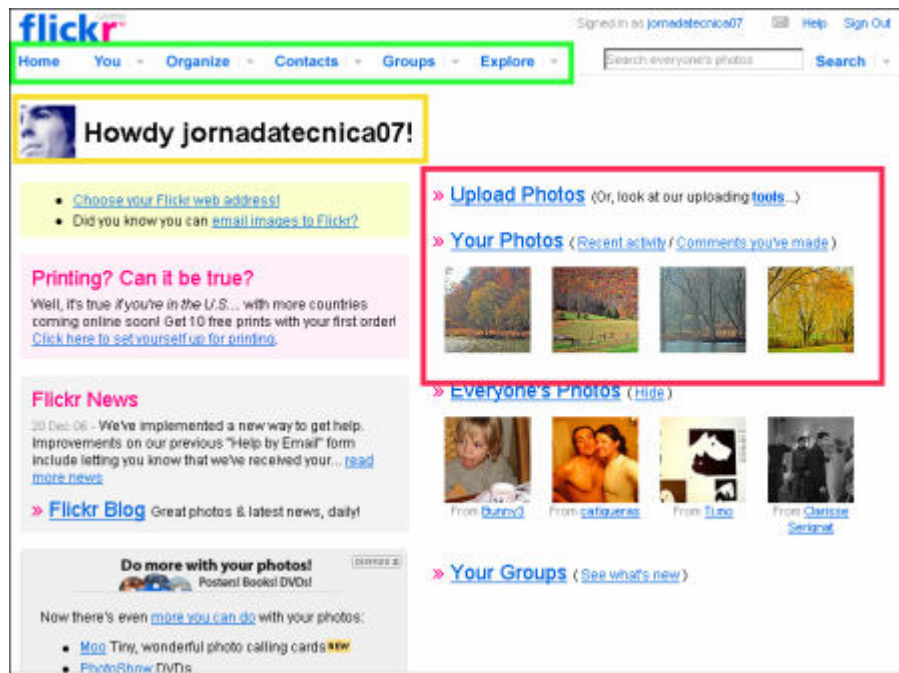 flickr
Signed in as jornadatecnica07 Help Sign Out
Home You Organize Contacts Groups Explore
Search everyone's photos Search
Howdy jornadatecnica07!
Choose your Flickr web address!
Did you know you can email images to Flickr?
Printing? Can it be true?
Well, it's true if you're in the U.S... with more countries
coming online soon! Get 10 free prints with your first order!
Click here to set yourself up for printing.
Flickr News
20 Dec 06 - We've implemented a new way to get help.
Improvements on our previous "Help by Email" form
include letting you know that we've received your... read
more news
» Flickr Blog Great photos & latest news, daily!
Do more with your photos!
Posters! Books! DVDs!
Now there's even more you can do with your photos:
Moo Tiny, wonderful photo calling cards NEW
PhotoShow DVDs
» Upload Photos (Or, look at our uploading tools...)
» Your Photos ( Recent activity / Comments you've made )
» Everyone's Photos ( Hide )
From Bunny3 From catigueras From Ti.mo From Clarisse
Serignat
» Your Groups ( See what's new )